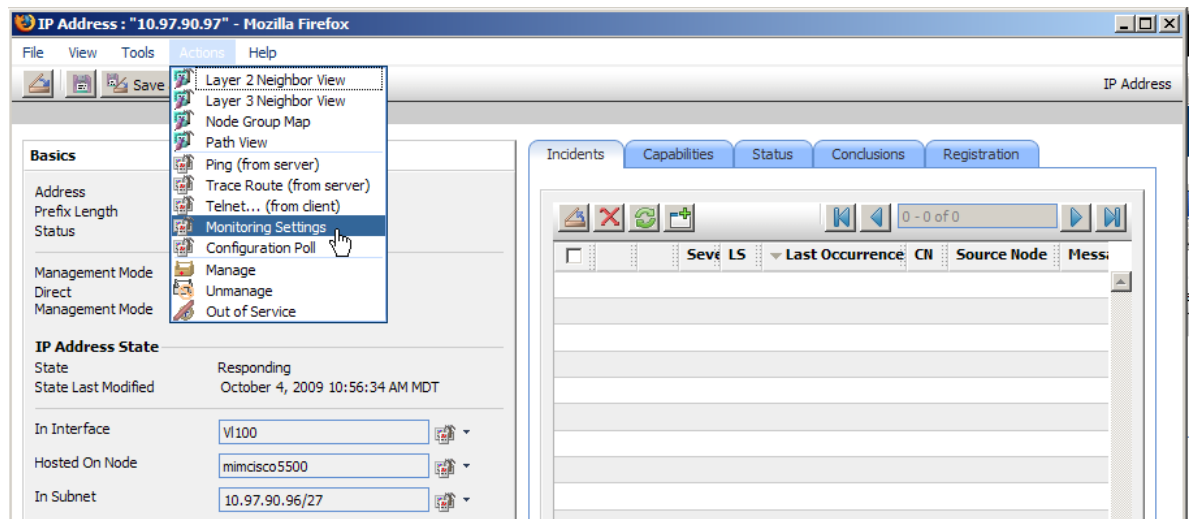 IP Address : "10.97.90.97" - Mozilla Firefox
File View Tools Actions Help
Save
IP Address
Layer 2 Neighbor View
Layer 3 Neighbor View
Node Group Map
Path View
Ping (from server)
Trace Route (from server)
Telnet... (from client)
Monitoring Settings
Configuration Poll
Manage
Unmanage
Out of Service
Basics
Address
Prefix Length
Status
Management Mode
Direct
Management Mode
IP Address State
State Responding
State Last Modified October 4, 2009 10:56:34 AM MDT
In Interface Vl100
Hosted On Node mimcisco5500
In Subnet 10.97.90.96/27
Incidents Capabilities Status Conclusions Registration
0 - 0 of 0
Seve LS Last Occurrence CN Source Node Messa